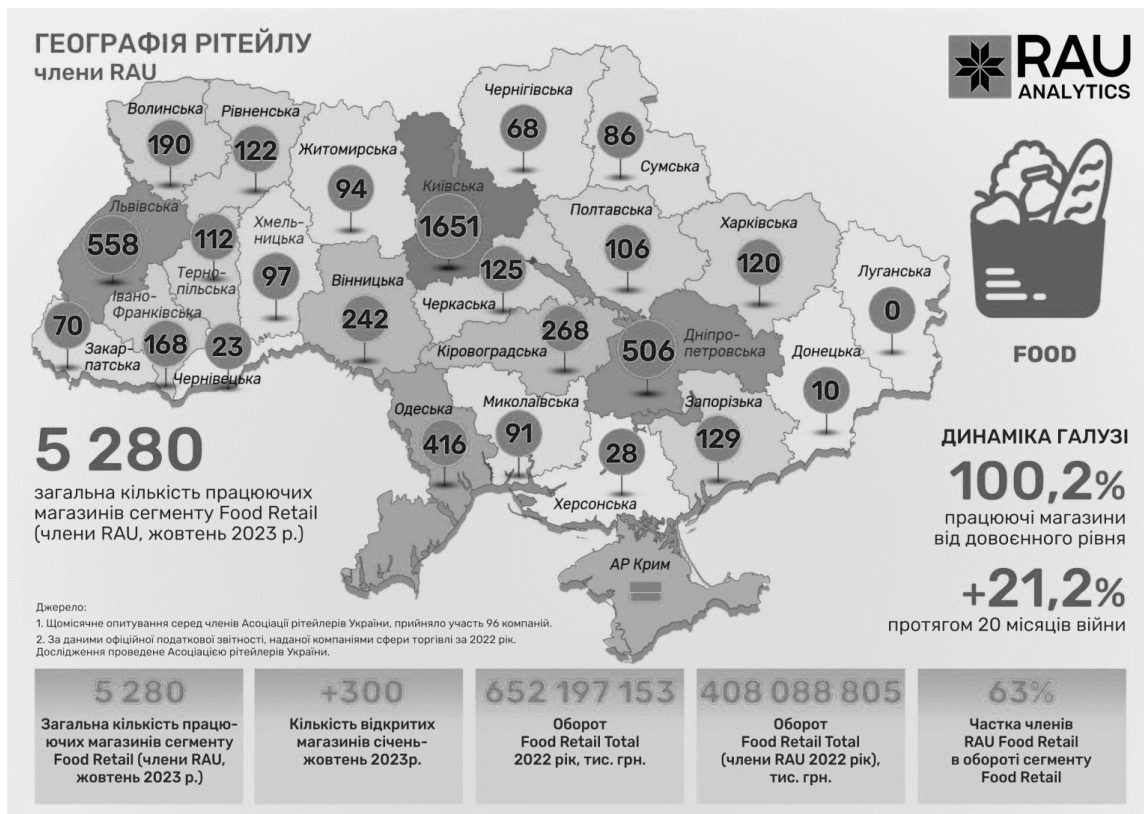 ГЕОГРАФІЯ РІТЕЙЛУ
члени RAU
RAU
ANALYTICS
Волинська
190
Рівненська
122
Житомирська
94
Київська
1651
Чернігівська
68
86
Сумська
Львівська
558
112
Терно-
пільська
Хмель-
ницька
97
Вінницька
242
125
Черкаська
Полтавська
106
Харківська
120
Луганська
0
Івано-
Франківська
168
70
Закар-
патська
23
Чернівецька
268
Кіровоградська
506
Дніпро-
петровська
Донецька
10
Одеська
416
Миколаївська
91
28
Херсонська
Запорізька
129
АР Крим
FOOD
5 280
загальна кількість працюючих
магазинів сегменту Food Retail
(члени RAU, жовтень 2023 р.)
ДИНАМІКА ГАЛУЗІ
100,2%
працюючі магазини
від довоєнного рівня
+21,2%
протягом 20 місяців війни
Джерело:
1. Щомісячне опитування серед членів Асоціації рітейлерів України, прийняло участь 96 компаній.
2. За даними офіційної податкової звітності, наданої компаніями сфери торгівлі за 2022 рік.
Дослідження проведене Асоціацією рітейлерів України.
5 280
Загальна кількість працю-
ючих магазинів сегменту
Food Retail (члени RAU,
жовтень 2023 р.)
+300
Кількість відкритих
магазинів січень-
жовтень 2023р.
652 197 153
Оборот
Food Retail Total
2022 рік, тис. грн.
408 088 805
Оборот
Food Retail Total
(члени RAU 2022 рік),
тис. грн.
63%
Частка членів
RAU Food Retail
в обороті сегменту
Food Retail